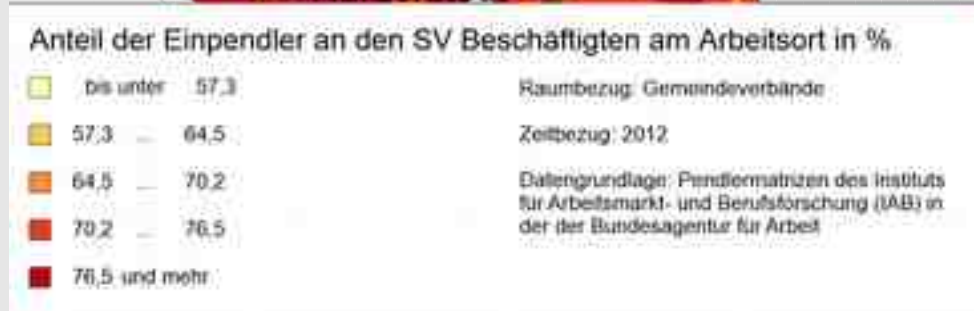 Anteil der Einpendler an den SV Beschäftigten am Arbeitsort in %
bis unter 57,3
57,3 ... 64,5
64,5 ... 70,2
70,2 ... 76,5
76,5 und mehr
Raumbezug: Gemeindeverbände
Zeitbezug: 2012
Datengrundlage: Pendlermatrizen des Instituts
für Arbeitsmarkt- und Berufsforschung (IAB) in
der der Bundesagentur für Arbeit